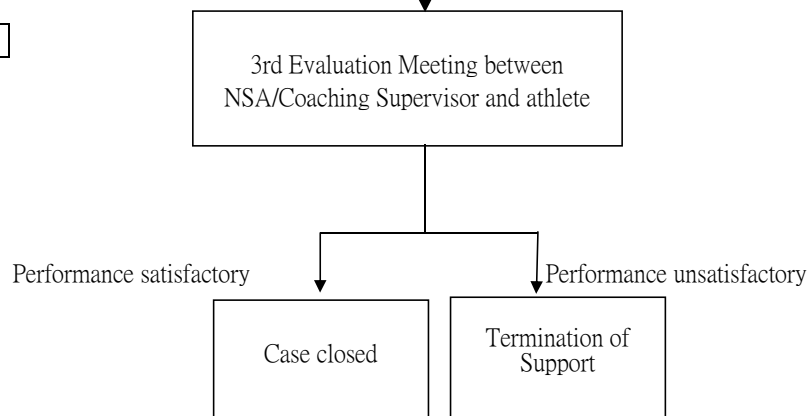 3rd Evaluation Meeting between
NSA/Coaching Supervisor and athlete
Performance satisfactory
Performance unsatisfactory
Case closed
Termination of
Support